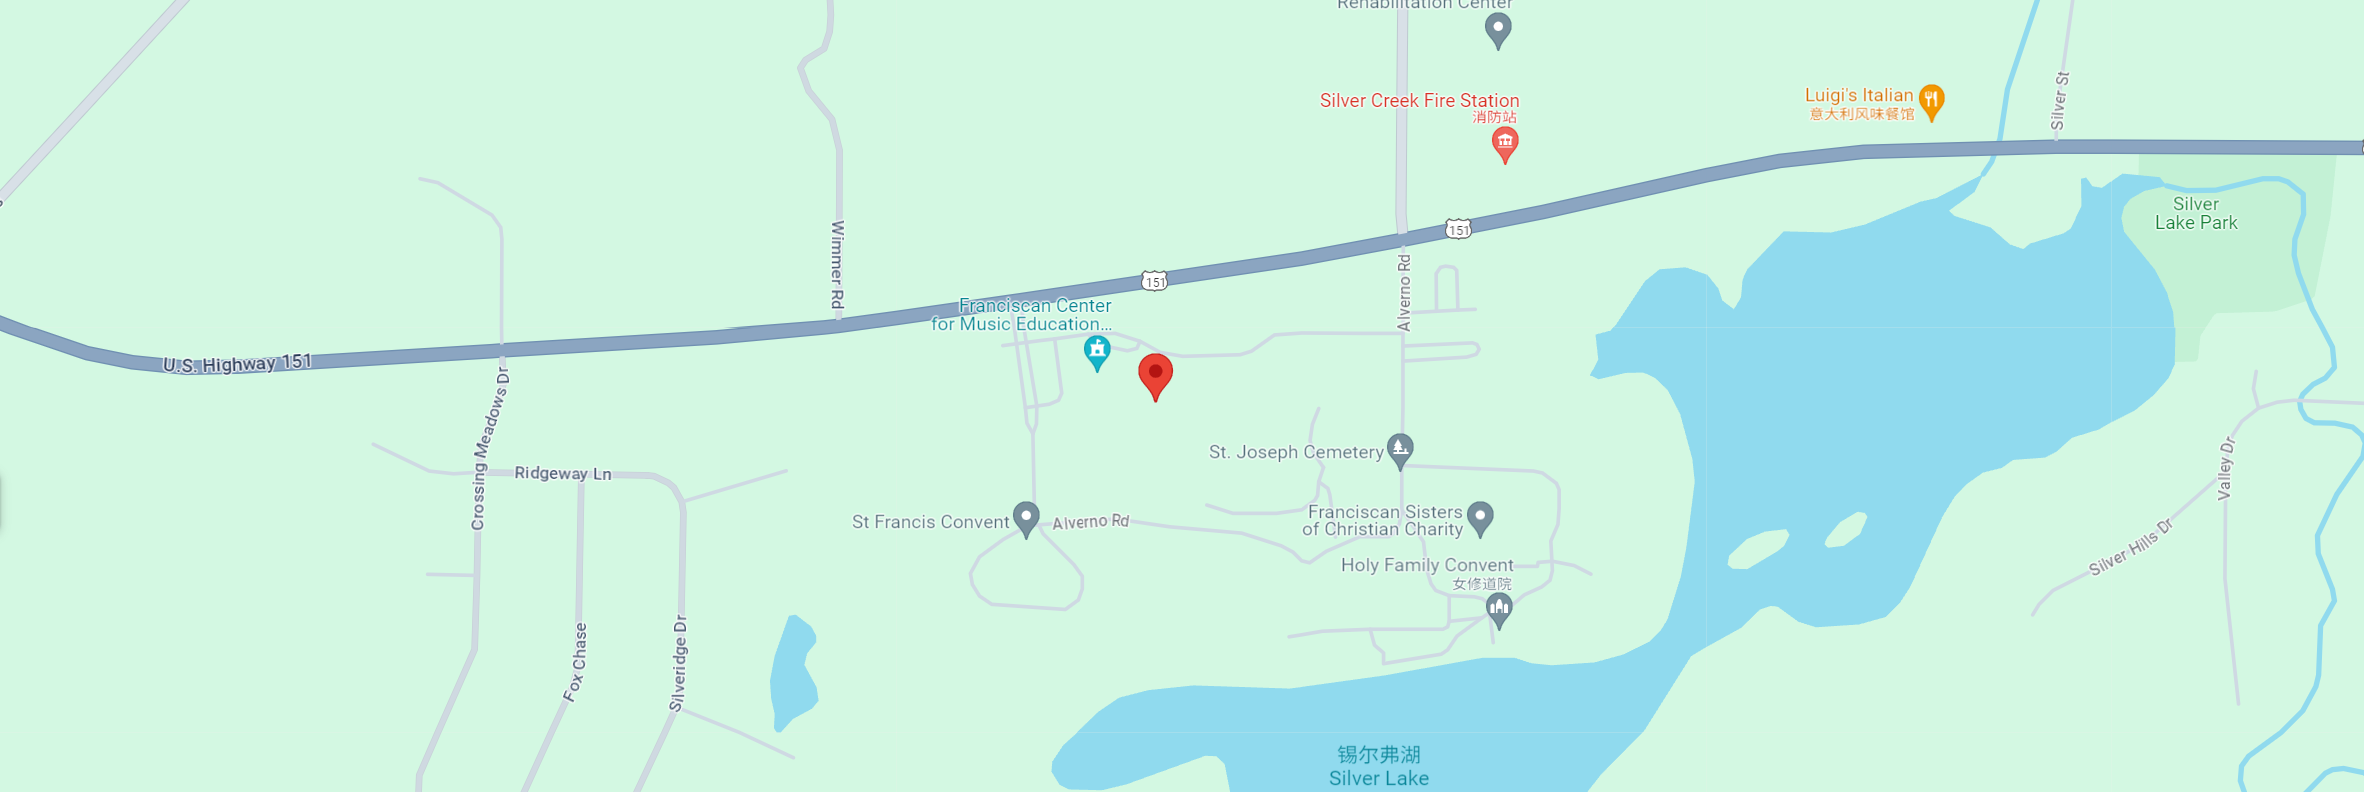 Rehabilitation Center
Silver Creek Fire Station
消防站
Luigi's Italian
意大利风味餐馆
Silver St
Silver
Lake Park
Wimmer Rd
151
Alverno Rd
151
Franciscan Center
for Music Education...
U.S. Highway 151
Crossing Meadows Dr
Ridgeway Ln
St. Joseph Cemetery
Valley Dr
St Francis Convent
Alverno Rd
Franciscan Sisters
of Christian Charity
Silver Hills Dr
Holy Family Convent
女修道院
Fox Chase
Silveridge Dr
锡尔弗湖
Silver Lake